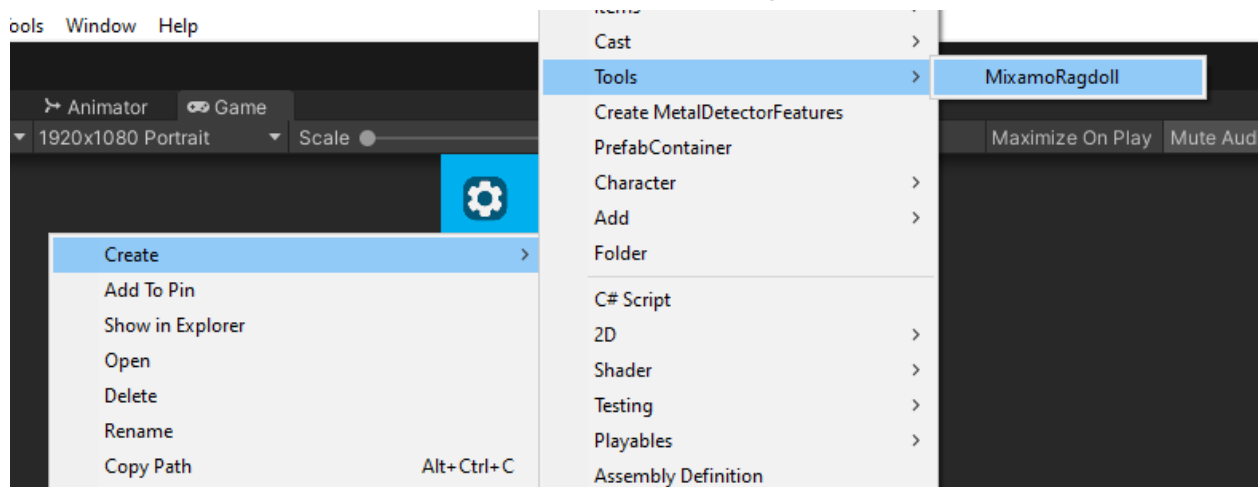 ools Window Help
Items
Cast
Tools
MixamoRagdoll
Animator Game
Create MetalDetectorFeatures
1920x1080 Portrait Scale
Maximize On Play Mute Aud
PrefabContainer
Character
Add
Folder
Create
Add To Pin
Show in Explorer
Open
Delete
Rename
Copy Path Alt+Ctrl+C
C# Script
2D
Shader
Testing
Playables
Assembly Definition